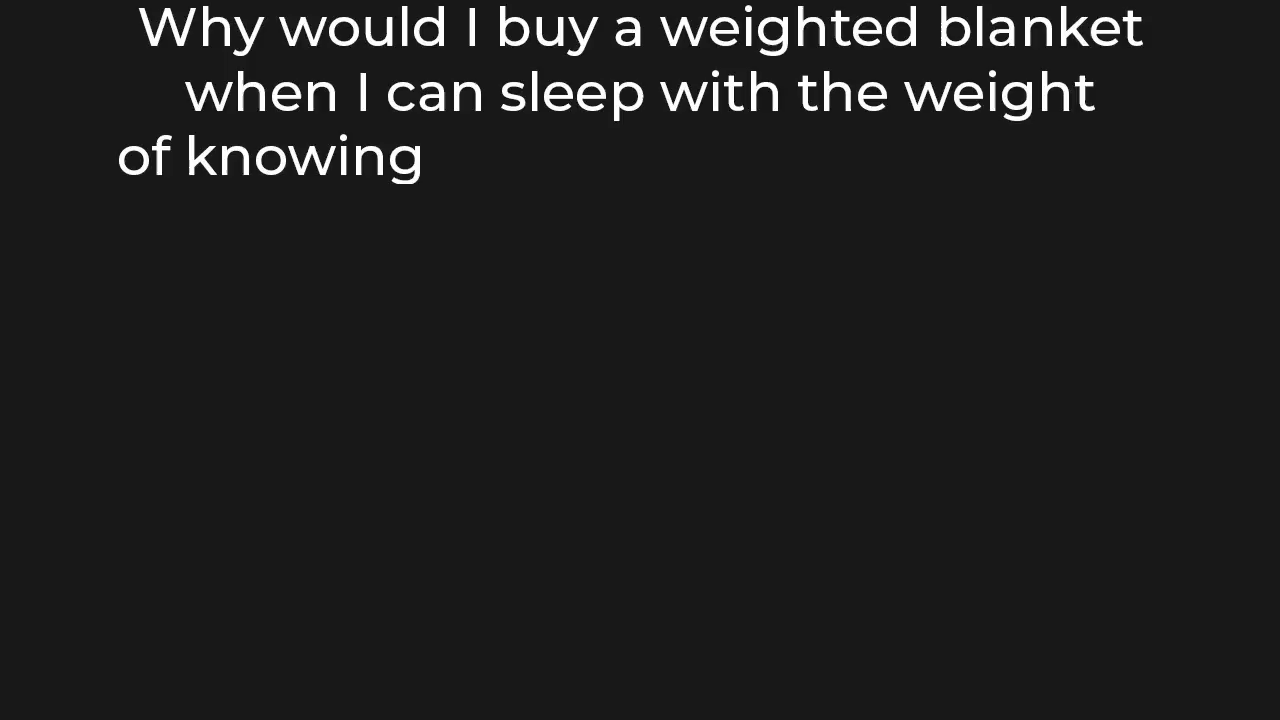 Why would I buy a weighted blanket
when I can sleep with the weight
of knowing